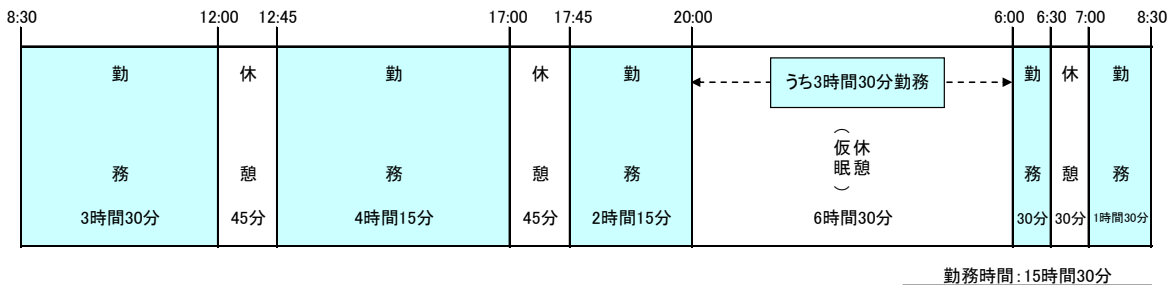 8:30 12:00 12:45 17:00 17:45 20:00 6:00 6:30 7:00 8:30
勤務
3時間30分
休憩
45分
勤務
4時間15分
休憩
45分
勤務
2時間15分
うち3時間30分勤務
休憩
(仮眠)
6時間30分
勤務
30分
休憩
30分
勤務
1時間30分
勤務時間:15時間30分